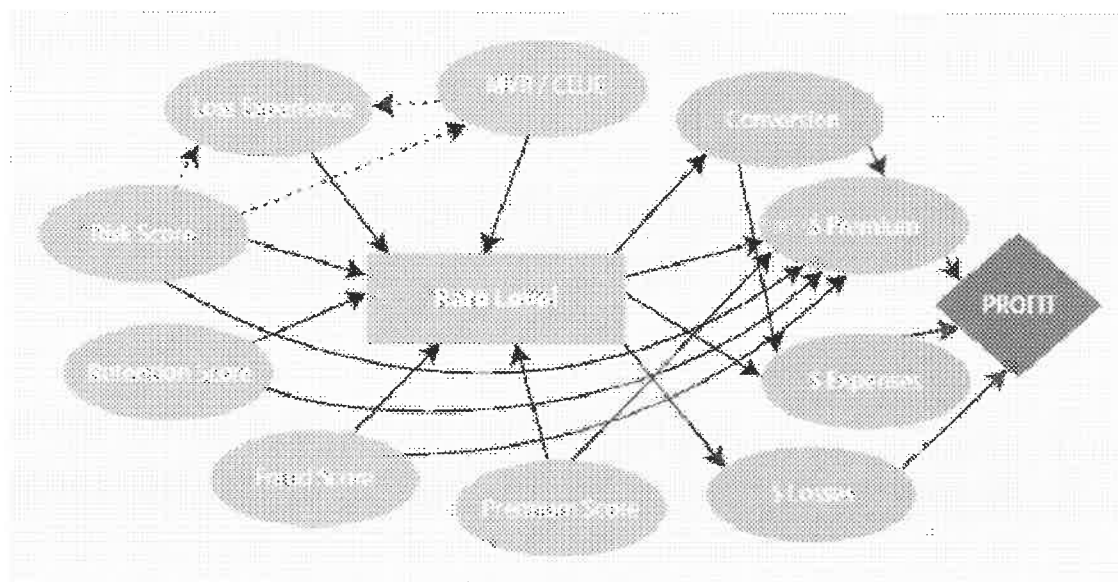 MVR / CLUE
Loss Experience
Conversion
Risk Score
$ Premium
Rate Level
PROFIT
Retention Score
$ Expenses
Fraud Score
Premium Score
$ Losses